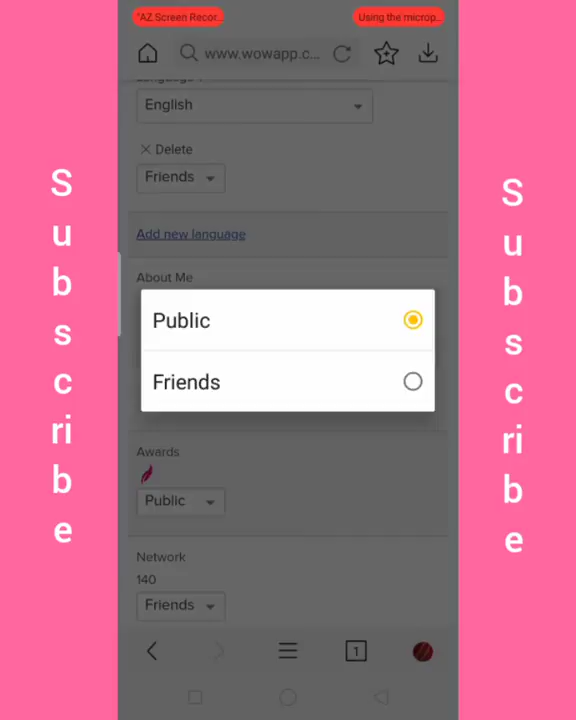 "AZ Screen Recor...
Using the microp...
www.wowapp.c...
English
Delete
Friends
Add new language
About Me
Public
Friends
Awards
Public
Network
140
Friends
1
Subscribe
Subscribe